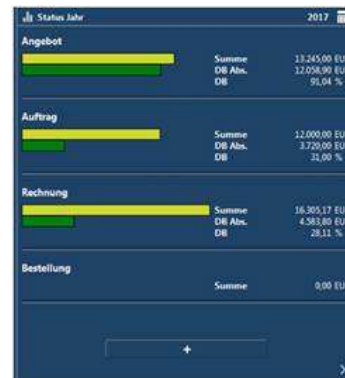 Status Jahr 2017
Angebot
Summe 13.245,00 EU
DB Abs. 12.058,90 EU
DB 91,04 %
Auftrag
Summe 12.000,00 EU
DB Abs. 3.720,00 EU
DB 31,00 %
Rechnung
Summe 16.305,17 EU
DB Abs. 4.583,80 EU
DB 28,11 %
Bestellung
Summe 0,00 EU
+